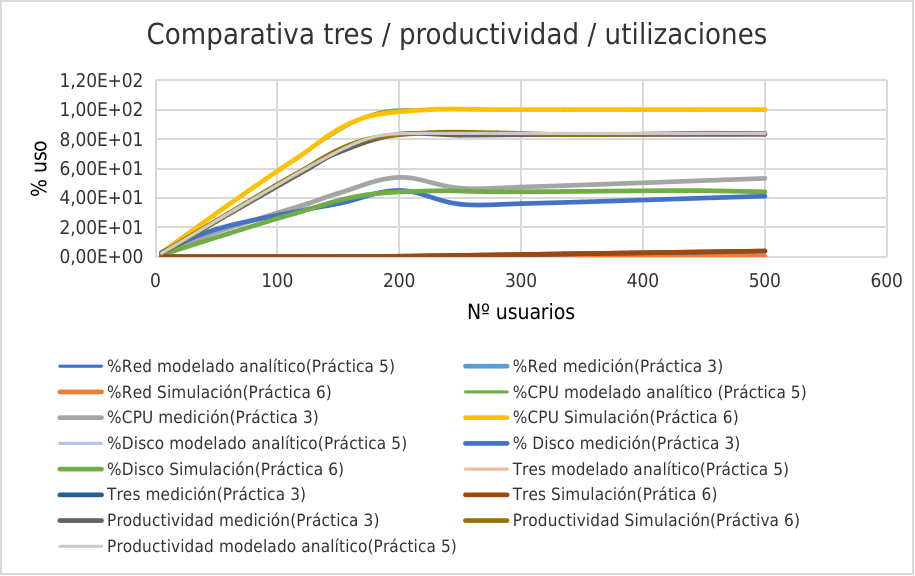 Comparativa tres / productividad / utilizaciones
% uso
1,20E+02
1,00E+02
8,00E+01
6,00E+01
4,00E+01
2,00E+01
0,00E+00
0 100 200 300 400 500 600
Nº usuarios
%Red modelado analítico(Práctica 5) %Red medición(Práctica 3)
%Red Simulación(Práctica 6) %CPU modelado analítico (Práctica 5)
%CPU medición(Práctica 3) %CPU Simulación(Práctica 6)
%Disco modelado analítico(Práctica 5) % Disco medición(Práctica 3)
%Disco Simulación(Práctica 6) Tres modelado analítico(Práctica 5)
Tres medición(Práctica 3) Tres Simulación(Prática 6)
Productividad medición(Práctica 3) Productividad Simulación(Práctiva 6)
Productividad modelado analítico(Práctica 5)